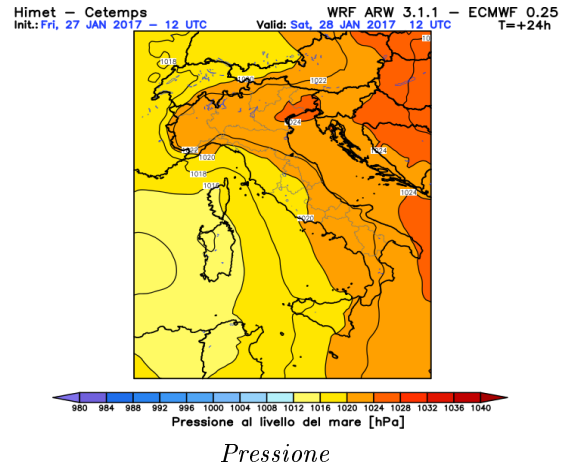 Himet − Cetemps WRF ARW 3.1.1 − ECMWF 0.25
Init.: Fri, 27 JAN 2017 − 12 UTC Valid: Sat, 28 JAN 2017 12 UTC T=+24h
1018
1022
1024
1020
1018
1016
1024
1024
1020
980 984 988 992 996 1000 1004 1008 1012 1016 1020 1024 1028 1032 1036 1040
Pressione al livello del mare [hPa]
Pressione